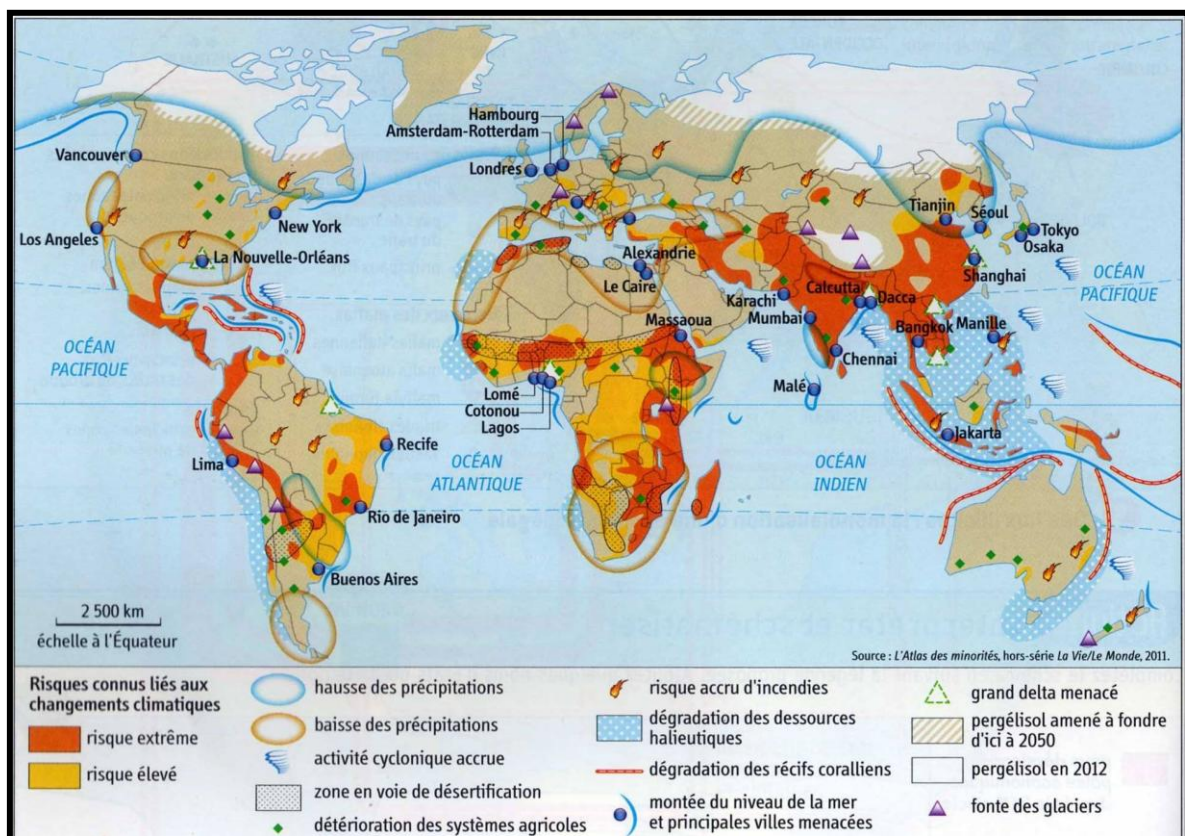 Hambourg
Amsterdam-Rotterdam
Vancouver
Londres
Tianjin
Séoul
New York
Los Angeles
Tokyo
Osaka
La Nouvelle-Orléans
Alexandrie
Shanghai
Le Caire
Calcutta
Dacca
OCÉAN
PACIFIQUE
Karachi
Mumbai
Massaoua
Bangkok
Manille
OCÉAN
PACIFIQUE
Chennai
Lomé
Cotonou
Lagos
Malé
Recife
Lima
Jakarta
OCÉAN
ATLANTIQUE
OCÉAN
INDIEN
Rio de Janeiro
Buenos Aires
2 500 km
échelle à l'Équateur
Source : L'Atlas des minorités, hors-série La Vie/Le Monde, 2011.
Risques connus liés aux
changements climatiques
risque extrême
risque élevé
hausse des précipitations
baisse des précipitations
activité cyclonique accrue
zone en voie de désertification
détérioration des systèmes agricoles
risque accru d'incendies
dégradation des dessources
halieutiques
dégradation des récifs coralliens
montée du niveau de la mer
et principales villes menacées
grand delta menacé
pergélisol amené à fondre
d'ici à 2050
pergélisol en 2012
fonte des glaciers